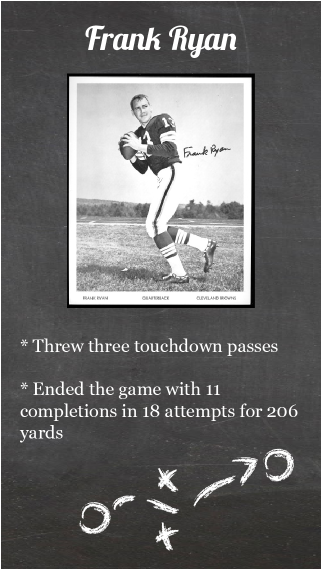 Frank Ryan
Frank Ryan
FRANK RYAN QUARTERBACK CLEVELAND BROWNS
* Threw three touchdown passes
* Ended the game with 11
completions in 18 attempts for 206
yards